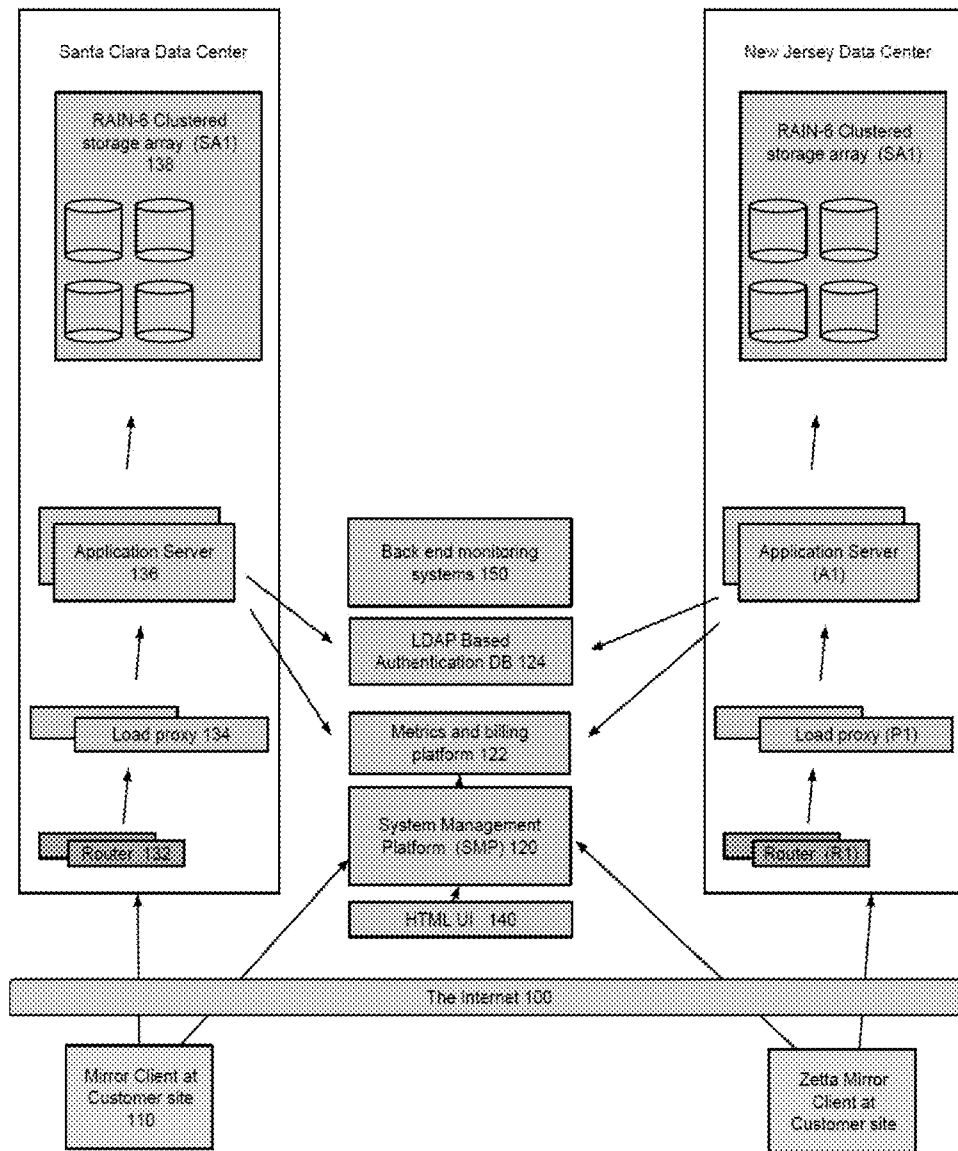 Santa Clara Data Center
RAIN-6 Clustered
storage array (SA1)
138
Application Server
136
Load proxy 134
Router 132
New Jersey Data Center
RAIN-6 Clustered
storage array (SA1)
Application Server
(A1)
Load proxy (P1)
Router (R1)
Back end monitoring
systems 150
LDAP Based
Authentication DB 124
Metrics and billing
platform 122
System Management
Platform (SMP) 120
HTML UI 140
The Internet 100
Mirror Client at
Customer site
110
Zetta Mirror
Client at
Customer site